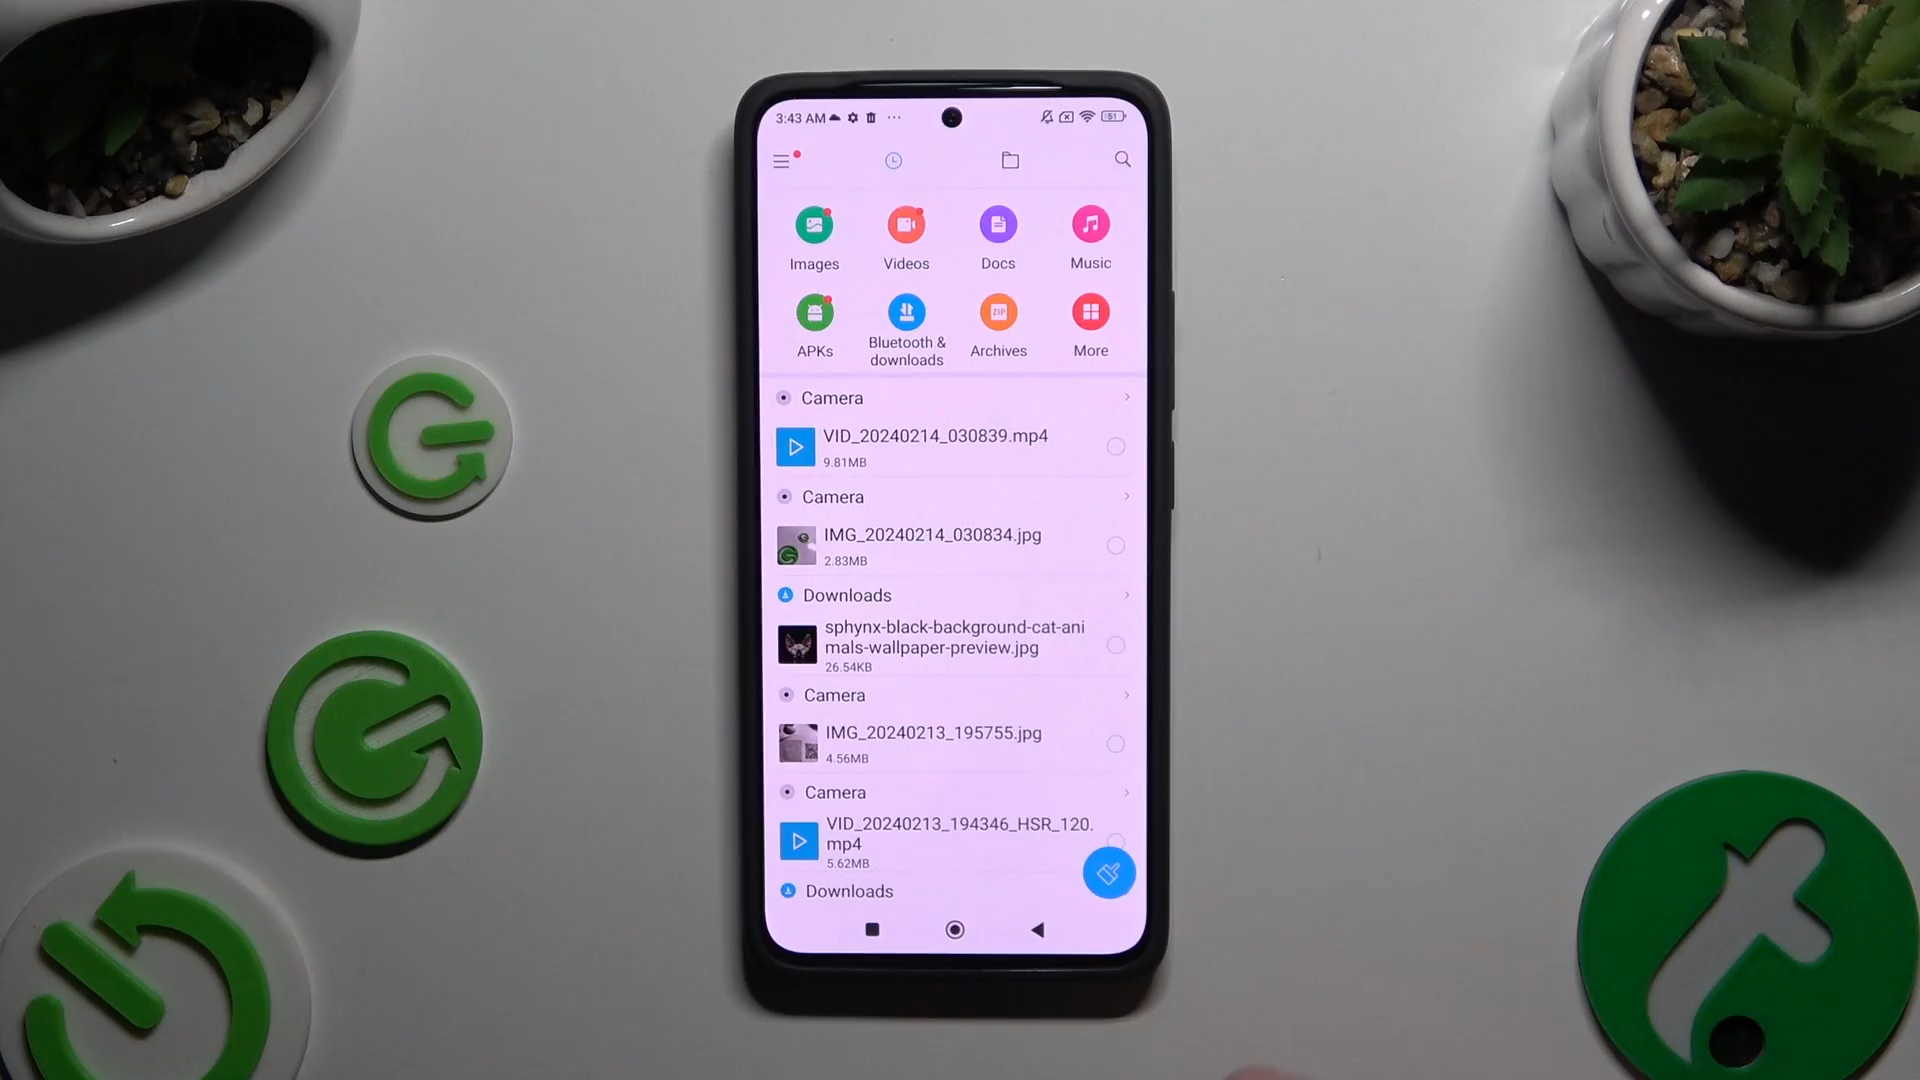 3:43 AM
51
Images
Videos
Docs
Music
APKs
Bluetooth &
downloads
ZIP
Archives
More
Camera
VID_20240214_030839.mp4
9.81MB
Camera
IMG_20240214_030834.jpg
2.83MB
Downloads
sphynx-black-background-cat-ani
mals-wallpaper-preview.jpg
26.54KB
Camera
IMG_20240213_195755.jpg
4.56MB
Camera
VID_20240213_194346_HSR_120.
mp4
5.62MB
Downloads